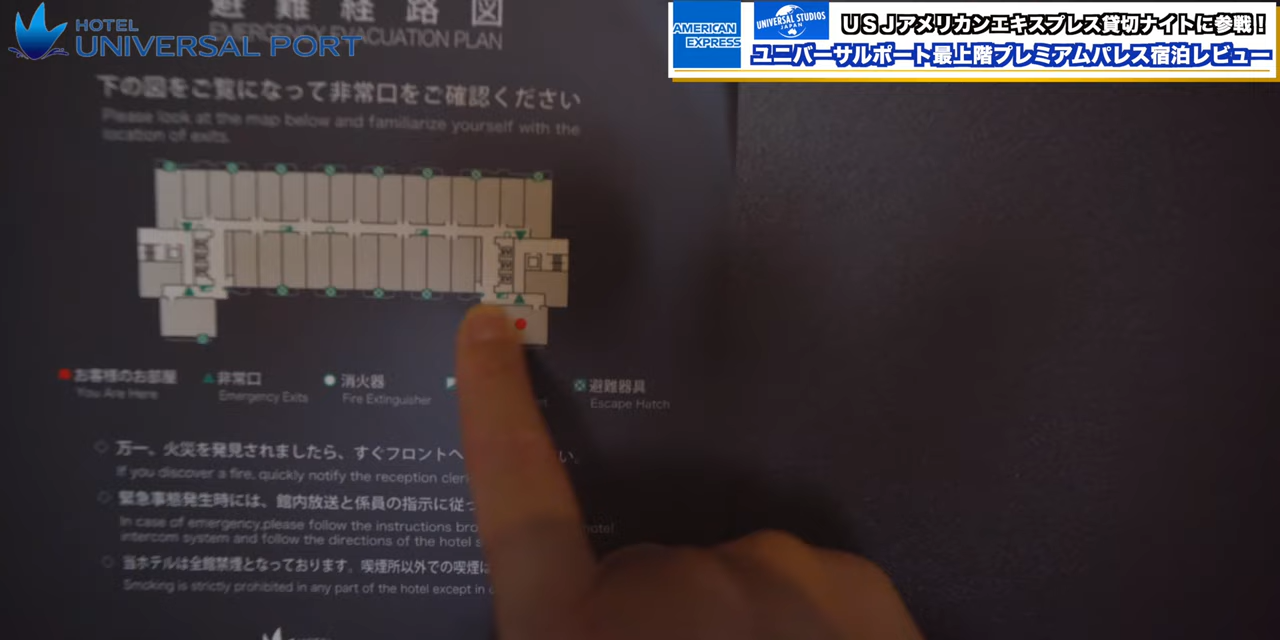 HOTEL
UNIVERSAL PORT
AMERICAN
EXPRESS
UNIVERSAL STUDIOS
JAPAN
USJアメリカンエキスプレス貸切ナイトに参戦！
ユニバーサルポート最上階プレミアムパレス宿泊レビュー
避難経路図
EMERGENCY EVACUATION PLAN
下の図をご覧になって非常口をご確認ください
Please look at the map below and familiarize yourself with the
location of exits.
お客様のお部屋
You Are Here
非常口
Emergency Exits
消火器
Fire Extinguisher
避難器具
Escape Hatch
万一、火災を発見されましたら、すぐフロントへ
If you discover a fire, quickly notify the reception
緊急事態発生時には、館内放送と係員の指示に従っ
In case of emergency,please follow the instructions hotel
intercom system and follow the directions of the hotel
当ホテルは全館禁煙となっております。喫煙所以外での喫煙は
Smoking is strictly prohibited in any part of the hotel except in